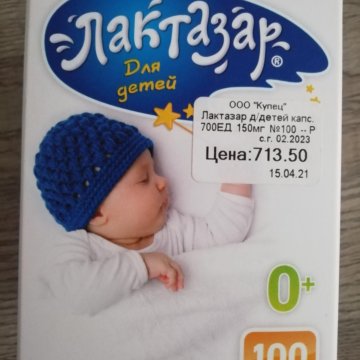 Лактазар®
Для
детей
ООО "Купец"
Лактазар д/детей капс.
700ЕД 150мг №100 -- Р
с.г. 02.2023
Цена:713.50
15.04.21
0+
100